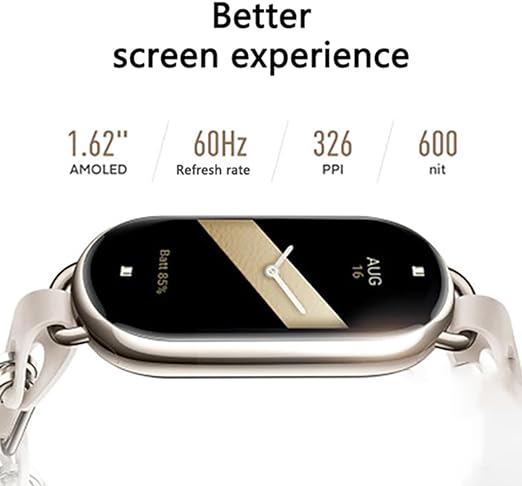 Better
screen experience
1.62" 60Hz 326 600
AMOLED Refresh rate PPI nit
Batt 85%
AUG
16